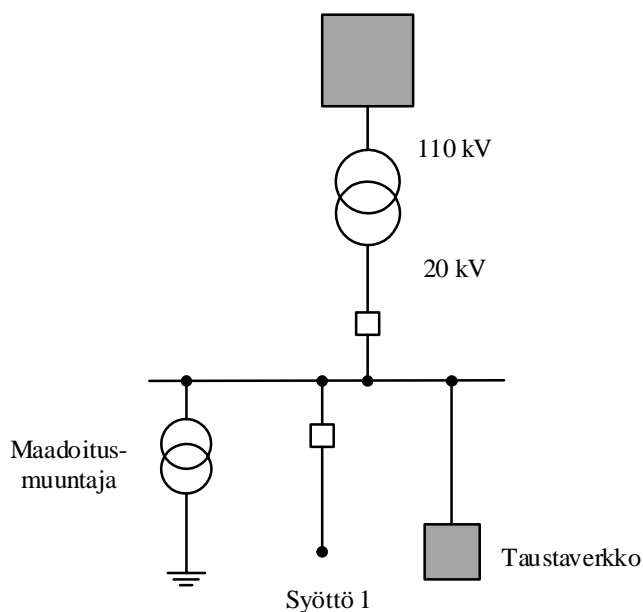 110 kV
20 kV
Maadoitus-
muuntaja
Taustaverkko
Syöttö 1